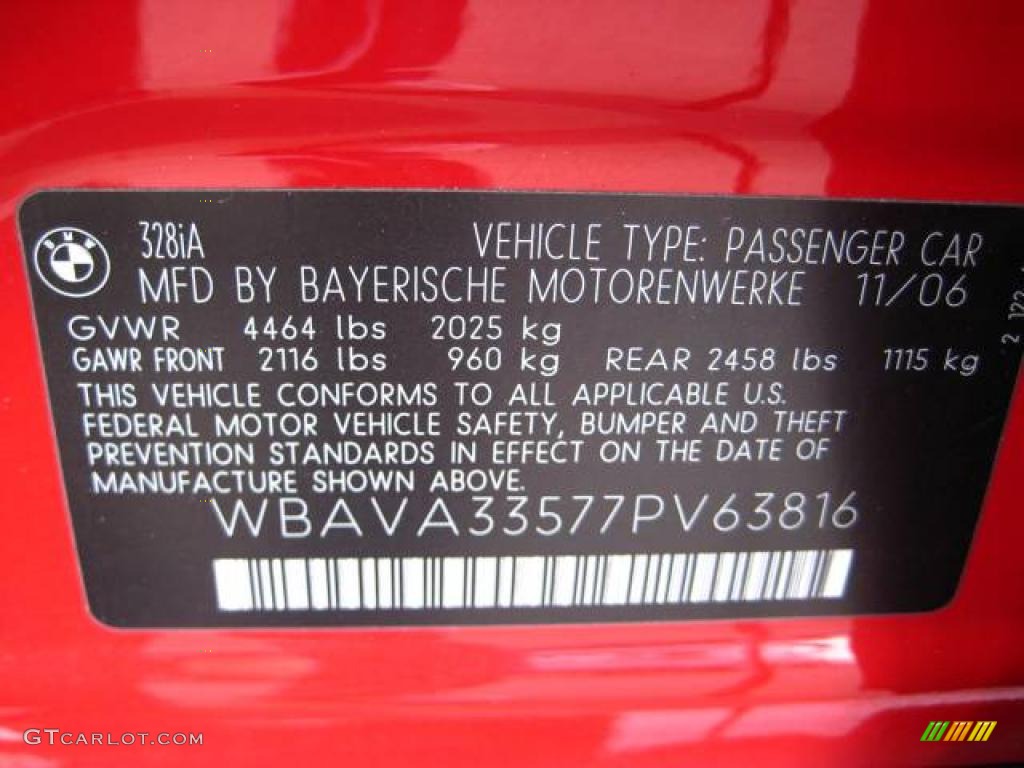 328iA VEHICLE TYPE: PASSENGER CAR
BMW
MFD BY BAYERISCHE MOTORENWERKE 11/06
GVWR 4464 lbs 2025 kg
GAWR FRONT 2116 lbs 960 kg REAR 2458 lbs 1115 kg
THIS VEHICLE CONFORMS TO ALL APPLICABLE U.S.
FEDERAL MOTOR VEHICLE SAFETY, BUMPER AND THEFT
PREVENTION STANDARDS IN EFFECT ON THE DATE OF
MANUFACTURE SHOWN ABOVE.
WBAVA33577PV63816
GTCARLOT.COM